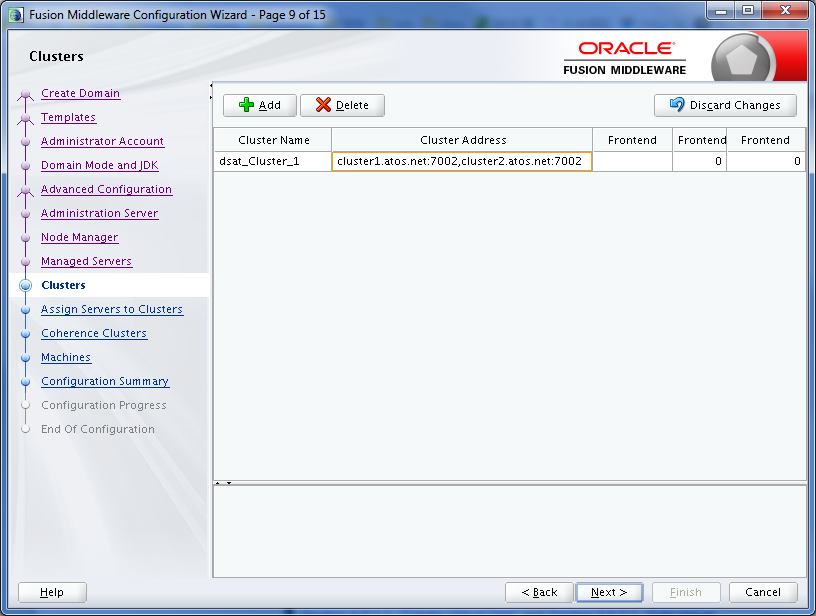 Fusion Middleware Configuration Wizard - Page 9 of 15
Clusters
ORACLE
FUSION MIDDLEWARE
Create Domain
Templates
Administrator Account
Domain Mode and JDK
Advanced Configuration
Administration Server
Node Manager
Managed Servers
Clusters
Assign Servers to Clusters
Coherence Clusters
Machines
Configuration Summary
Configuration Progress
End Of Configuration
Add Delete Discard Changes
Cluster Name Cluster Address Frontend Frontend Frontend
dsat_Cluster_1 cluster1.atos.net:7002,cluster2.atos.net:7002 0 0
Help < Back Next > Finish Cancel